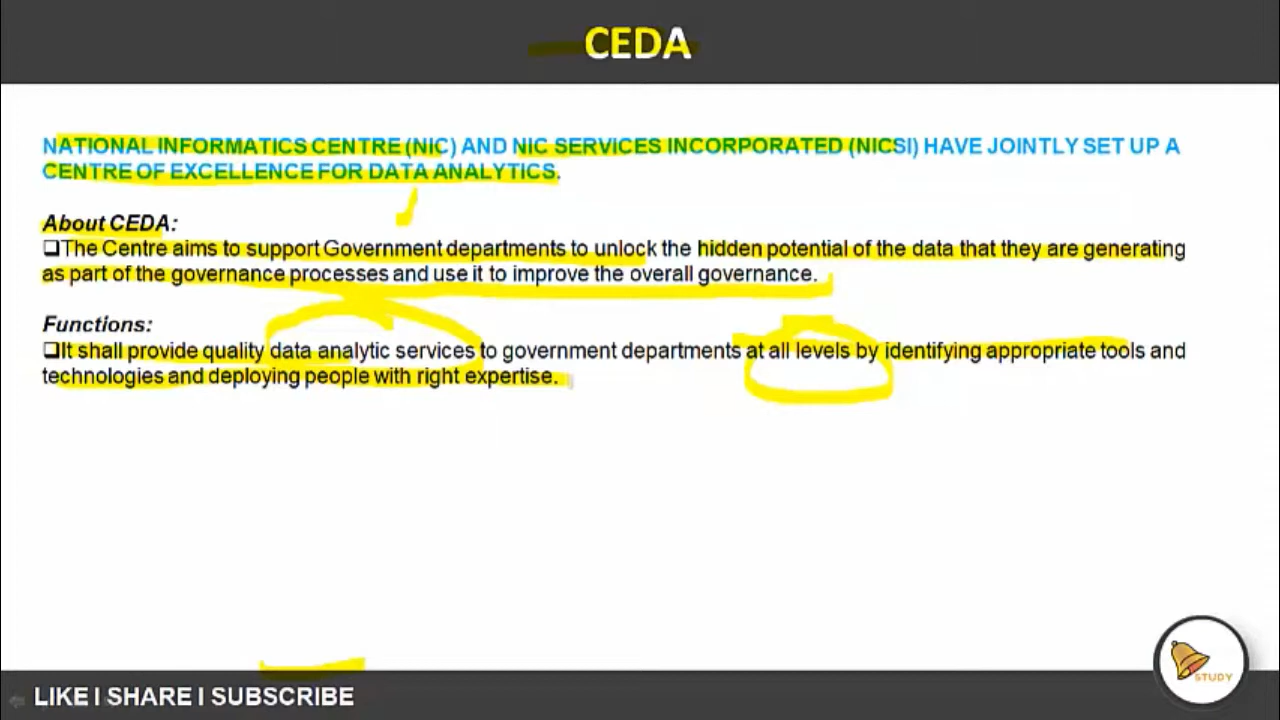 CEDA
NATIONAL INFORMATICS CENTRE (NIC) AND NIC SERVICES INCORPORATED (NICSI) HAVE JOINTLY SET UP A
CENTRE OF EXCELLENCE FOR DATA ANALYTICS.
About CEDA:
❑The Centre aims to support Government departments to unlock the hidden potential of the data that they are generating
as part of the governance processes and use it to improve the overall governance.
Functions:
❑It shall provide quality data analytic services to government departments at all levels by identifying appropriate tools and
technologies and deploying people with right expertise.
STUDY
LIKE I SHARE I SUBSCRIBE